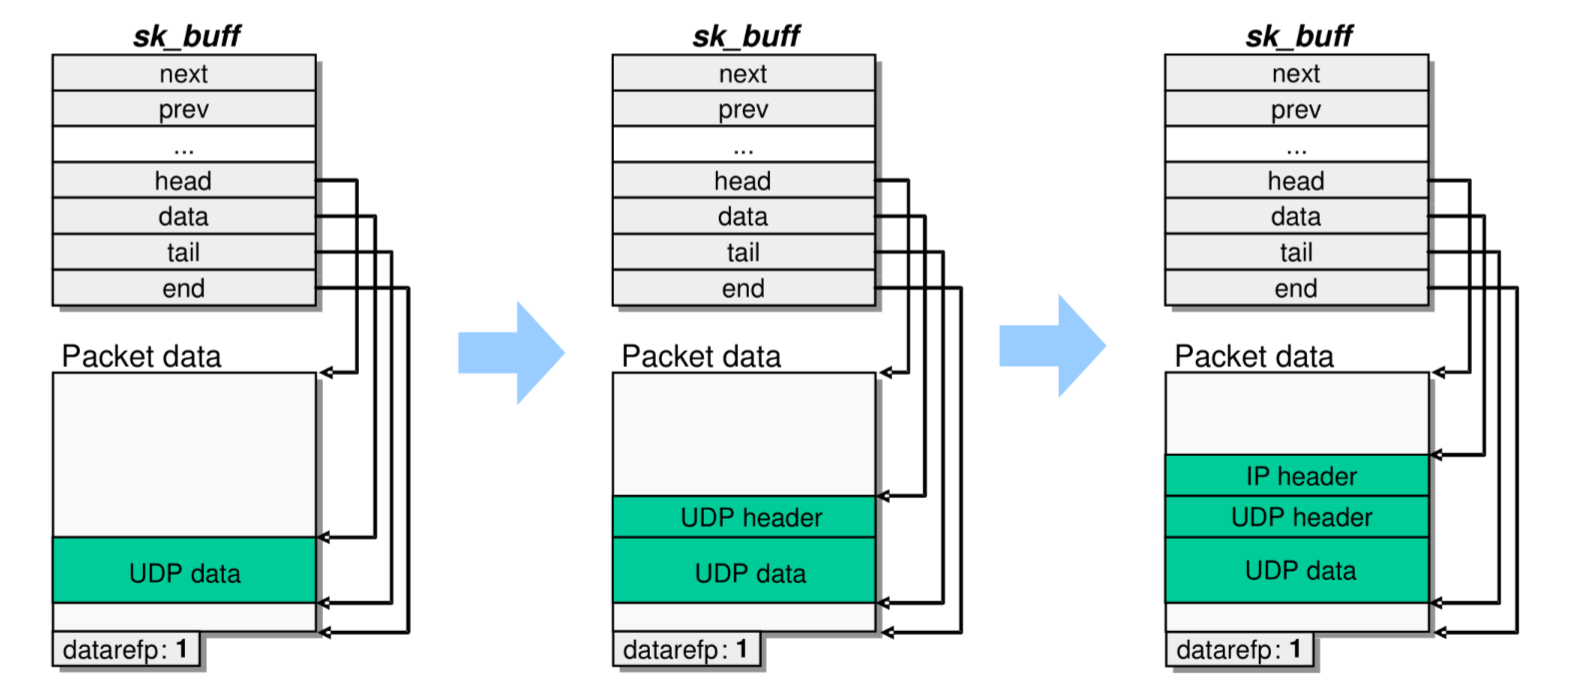 sk_buff
next
prev
...
head
data
tail
end
Packet data
UDP data
datarefp: 1
sk_buff
next
prev
...
head
data
tail
end
Packet data
UDP header
UDP data
datarefp: 1
sk_buff
next
prev
...
head
data
tail
end
Packet data
IP header
UDP header
UDP data
datarefp: 1